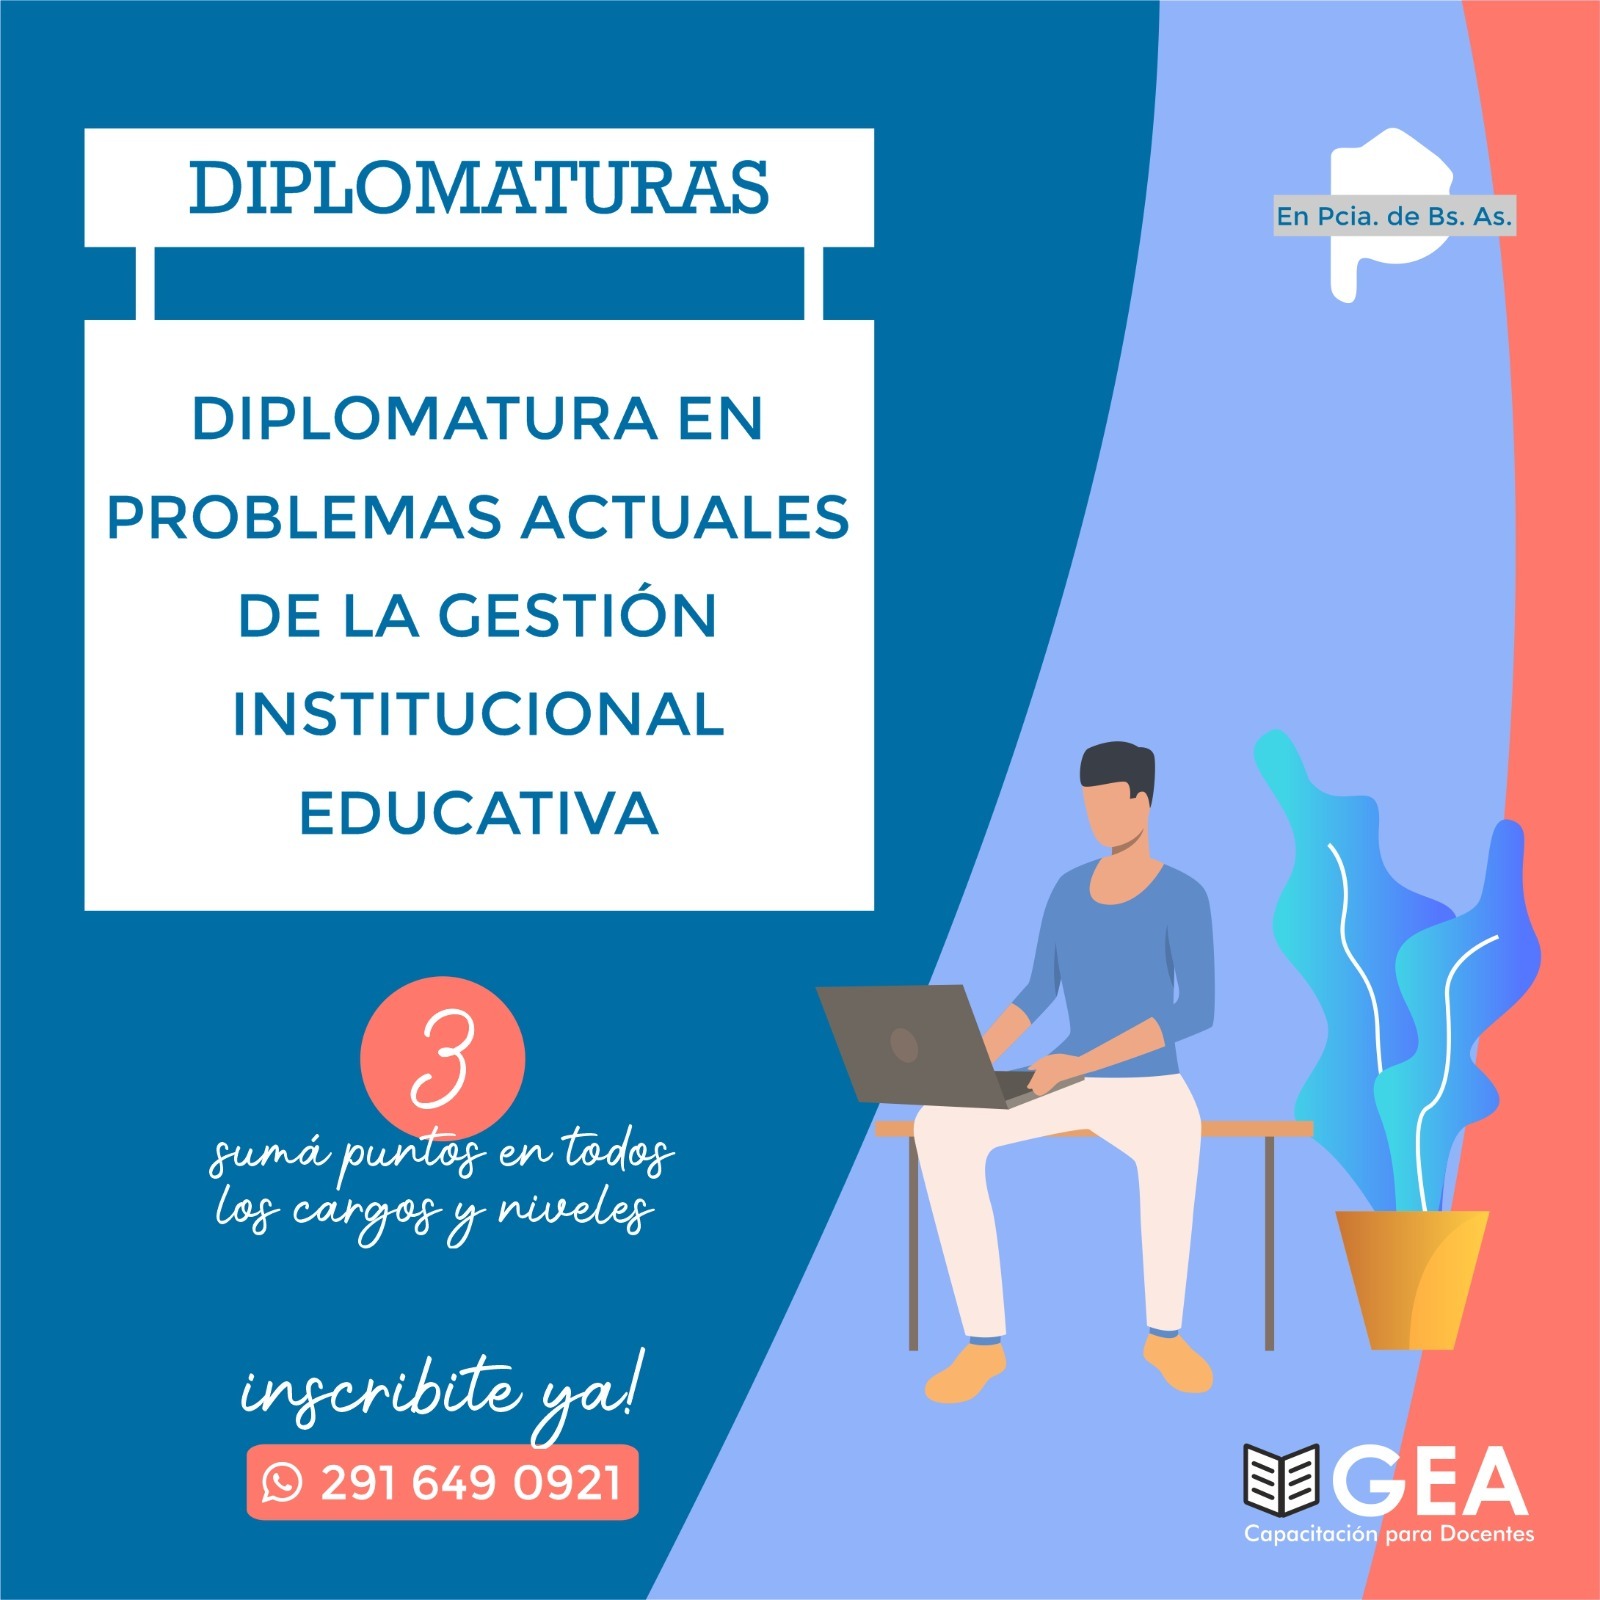 DIPLOMATURAS
En Pcia. de Bs. As.
DIPLOMATURA EN
PROBLEMAS ACTUALES
DE LA GESTIÓN
INSTITUCIONAL
EDUCATIVA
3
sumá puntos en todos
los cargos y niveles
inscribite ya!
291 649 0921
GEA
Capacitación para Docentes